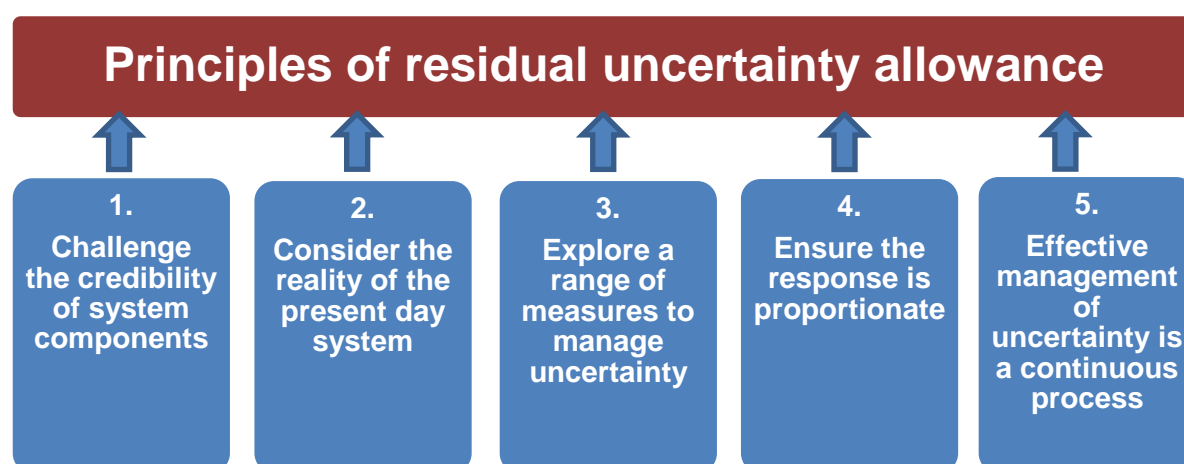 Principles of residual uncertainty allowance
1.
Challenge
the credibility
of system
components
2.
Consider the
reality of the
present day
system
3.
Explore a
range of
measures to
manage
uncertainty
4.
Ensure the
response is
proportionate
5.
Effective
management
of
uncertainty is
a continuous
process